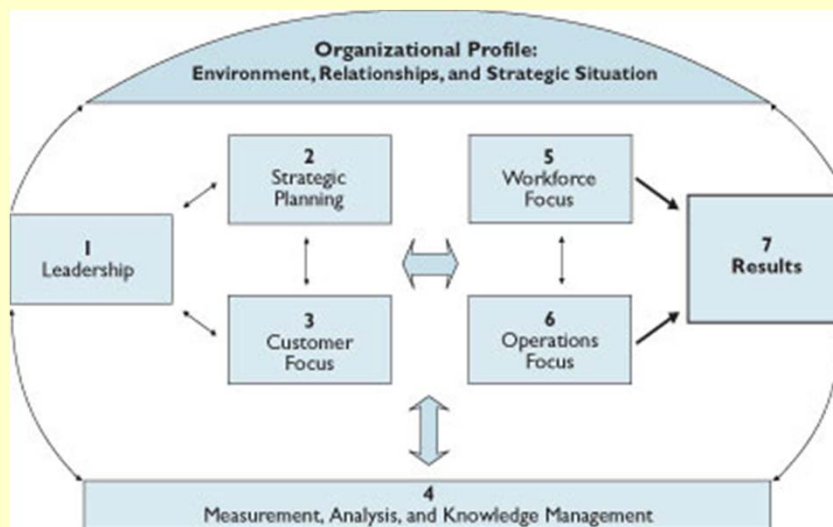 Organizational Profile:
Environment, Relationships, and Strategic Situation
2
Strategic
Planning
5
Workforce
Focus
1
Leadership
7
Results
3
Customer
Focus
6
Operations
Focus
4
Measurement, Analysis, and Knowledge Management